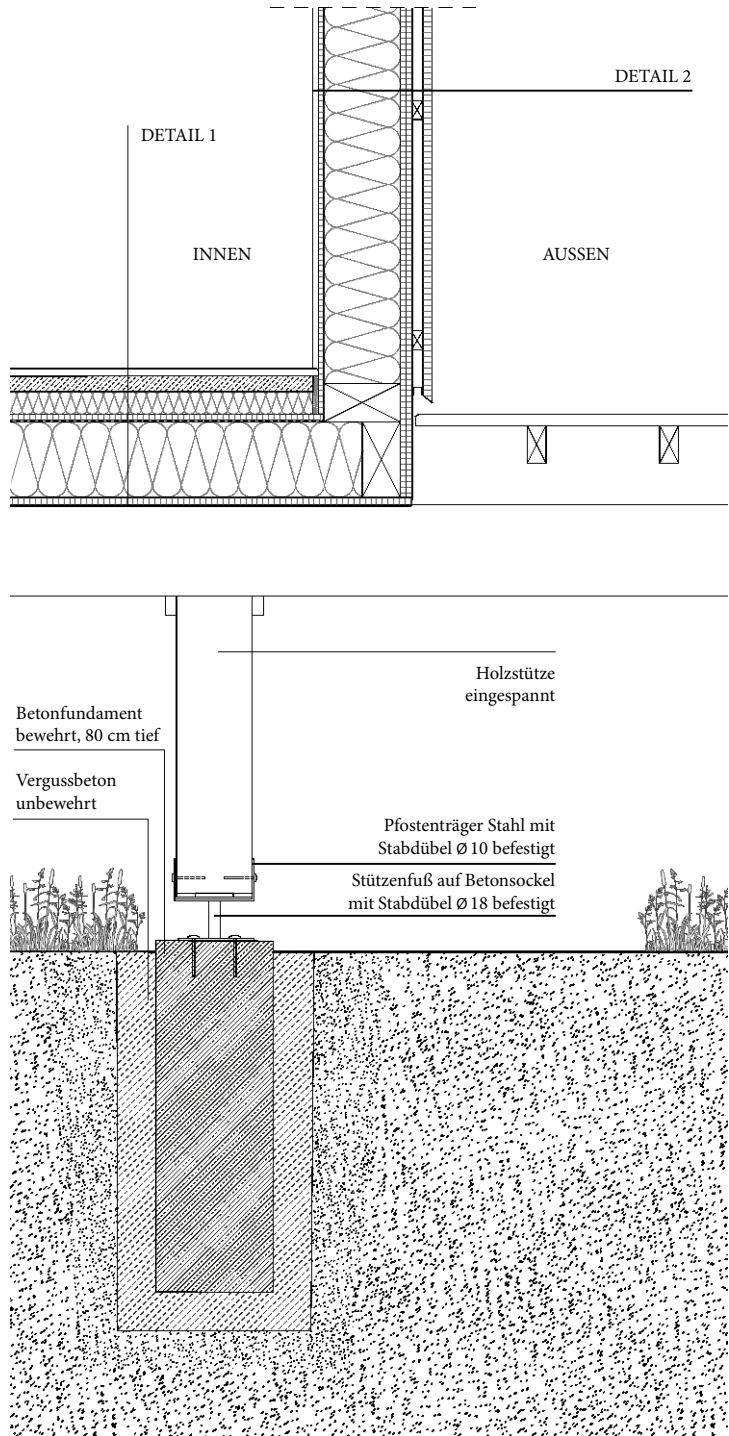 DETAIL 2
DETAIL 1
INNEN
AUSSEN
Holzstütze
eingespannt
Betonfundament
bewehrt, 80 cm tief
Vergussbeton
unbewehrt
Pfostenträger Stahl mit
Stabdübel Ø 10 befestigt
Stützenfuß auf Betonsockel
mit Stabdübel Ø 18 befestigt